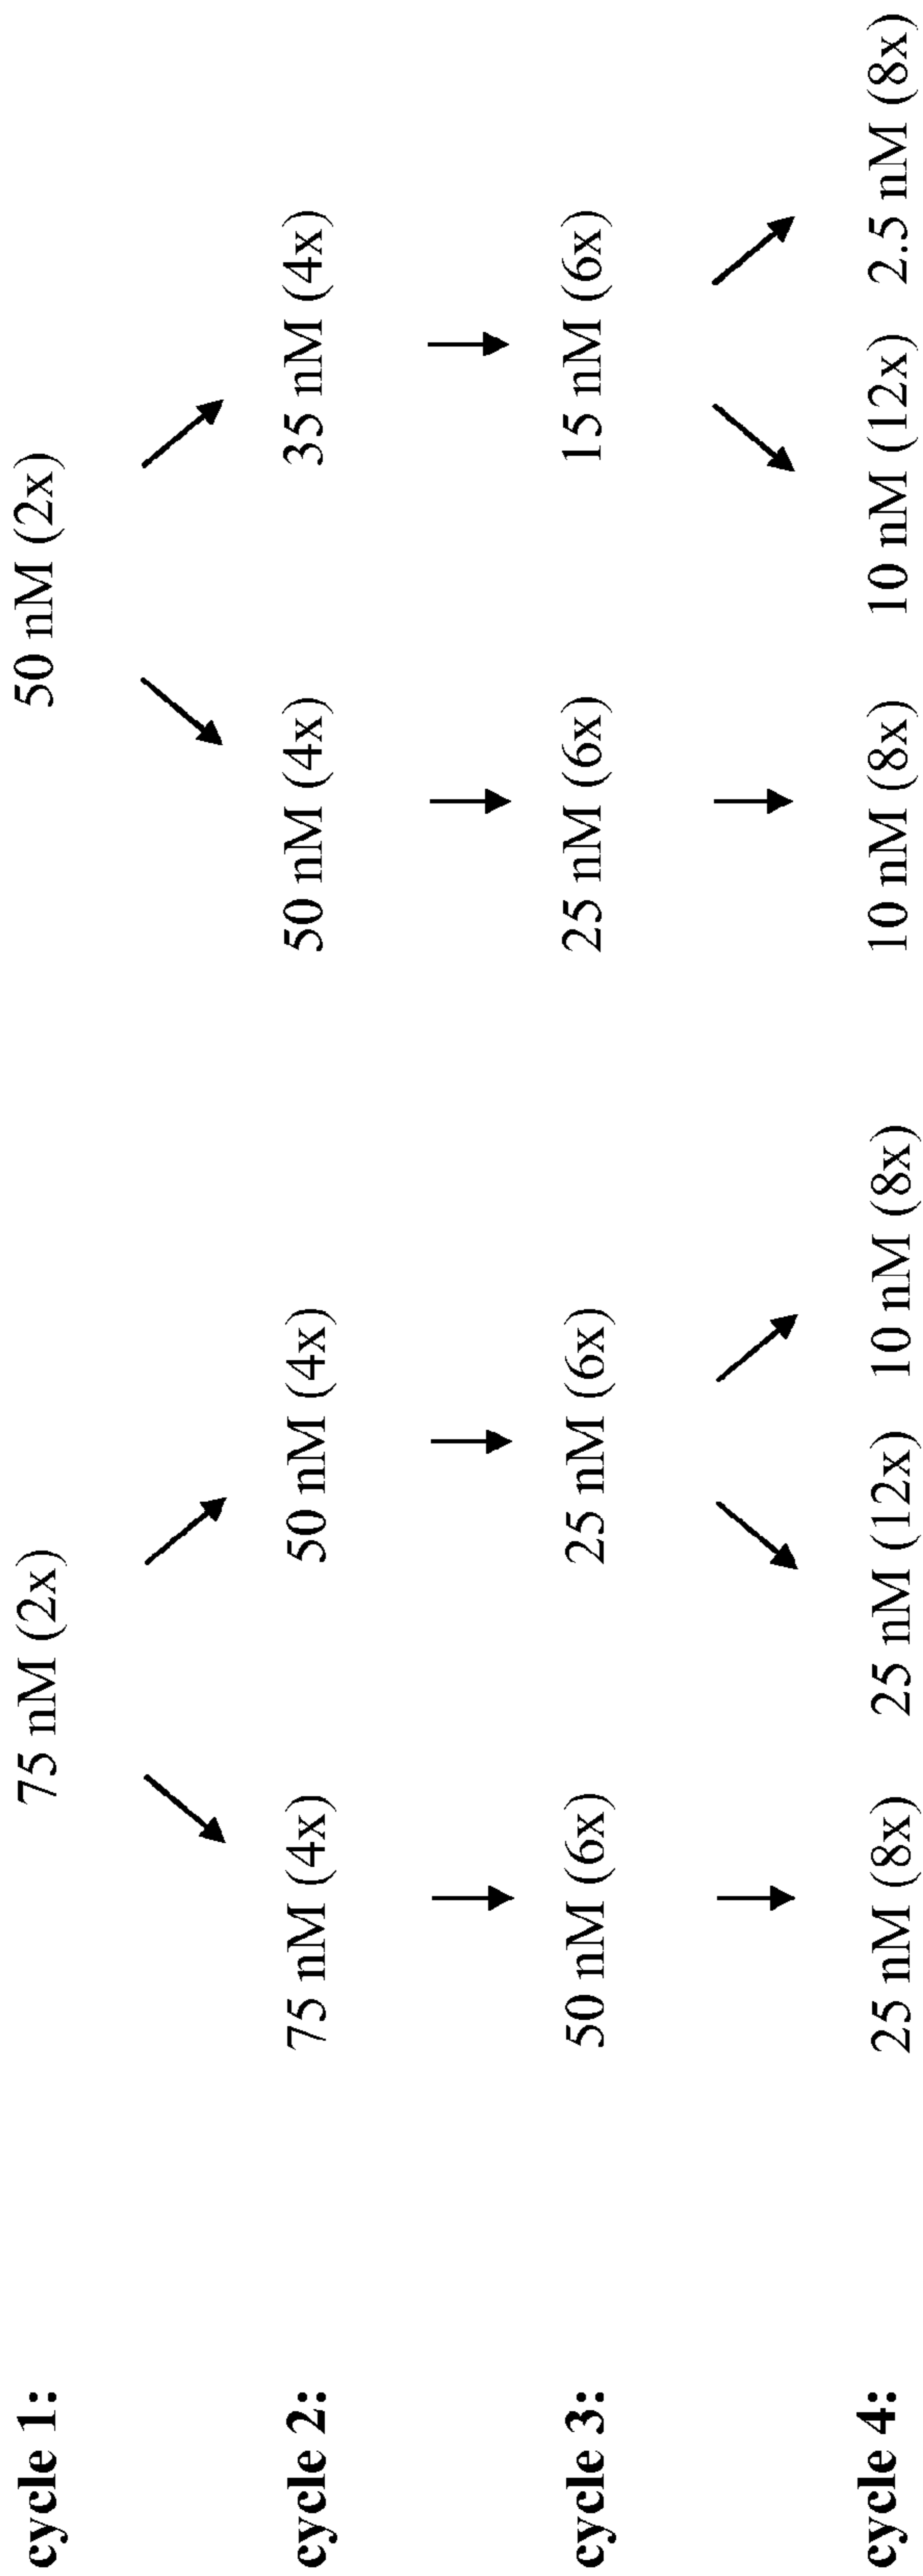 cycle 1:: 75 nM (2x) 50 nM (2x)
cycle 2:: 75 nM (4x) 50 nM (4x) 50 nM (4x) 35 nM (4x)
cycle 3:: 50 nM (6x) 25 nM (6x) 25 nM (6x) 15 nM (6x)
cycle 4:: 25 nM (8x) 25 nM (12x) 10 nM (8x) 10 nM (8x) 10 nM (12x) 2.5 nM (8x)